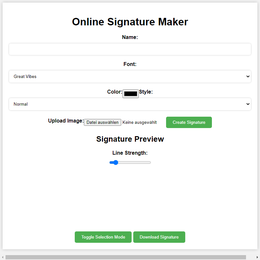 Online Signature Maker
Name:
Font:
Great Vibes
Color: Style:
Normal
Upload Image: Datei auswählen Keine ausgewählt Create Signature
Signature Preview
Line Strength:
Toggle Selection Mode Download Signature